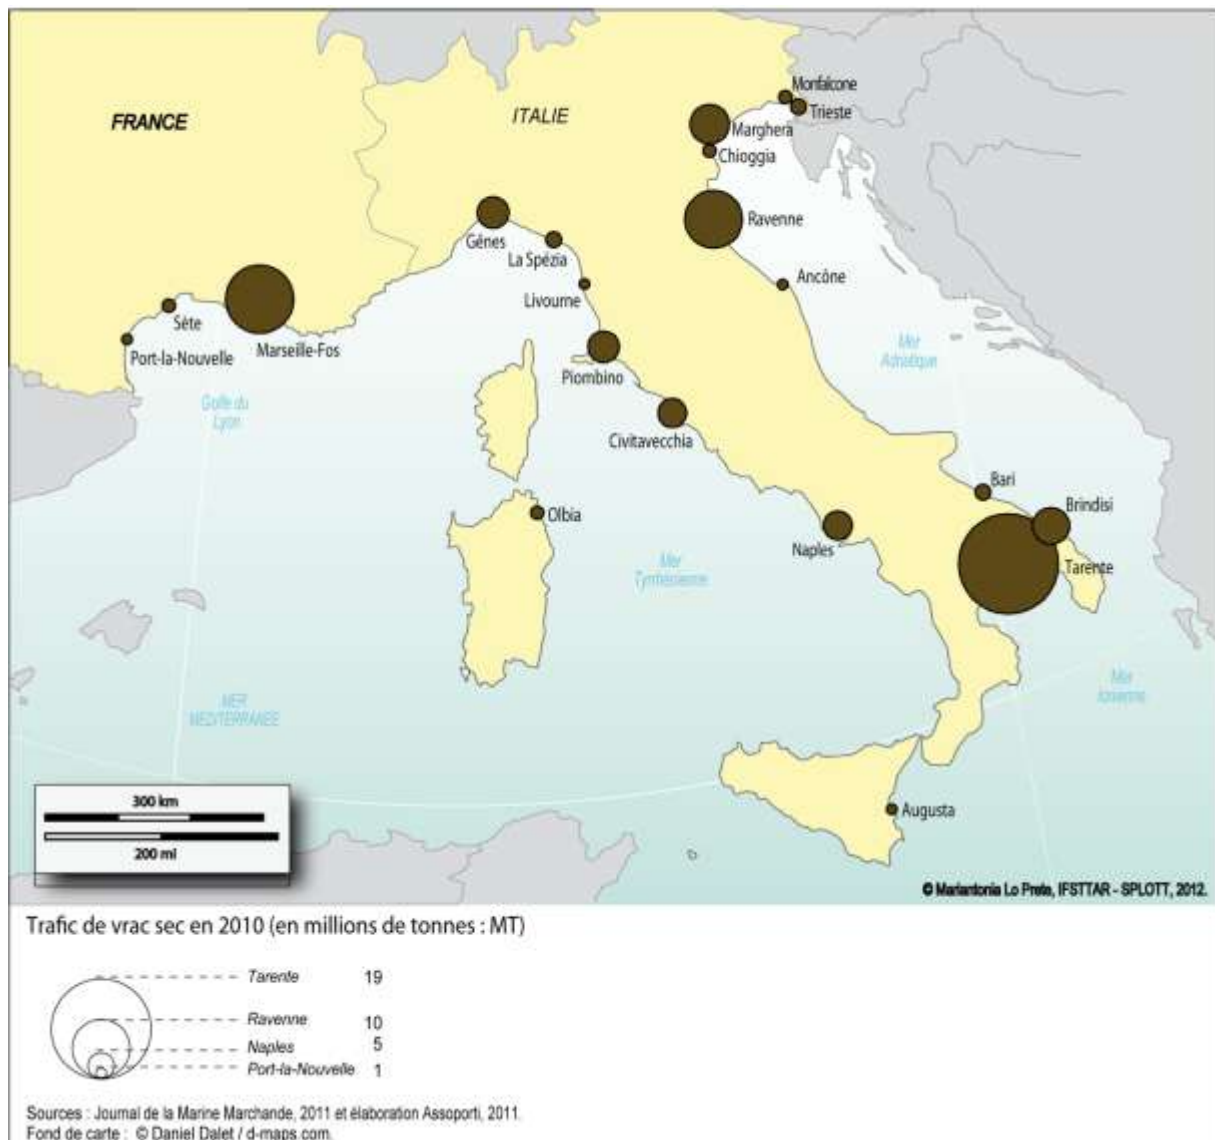 FRANCE
ITALIE
Monfalcone
Trieste
Marghera
Chioggia
Ravenne
Gênes
La Spézia
Livourne
Ancône
Sète
Port-la-Nouvelle
Marseille-Fos
Piombino
Mer
Adriatique
Golfe du
Lyon
Civitavecchia
Bari
Brindisi
Olbia
Naples
Tarente
Mer
Tyrrhénienne
Mer
Ionienne
MER
MEDITERRANEE
300 km
200 mi
Augusta
© Mariantonia Lo Prete, IFSTTAR - SPLOTT, 2012.
Trafic de vrac sec en 2010 (en millions de tonnes : MT)
Tarente 19
Ravenne 10
Naples 5
Port-la-Nouvelle 1
Sources : Journal de la Marine Marchande, 2011 et élaboration Assoporti, 2011.
Fond de carte : © Daniel Dalet / d-maps.com.